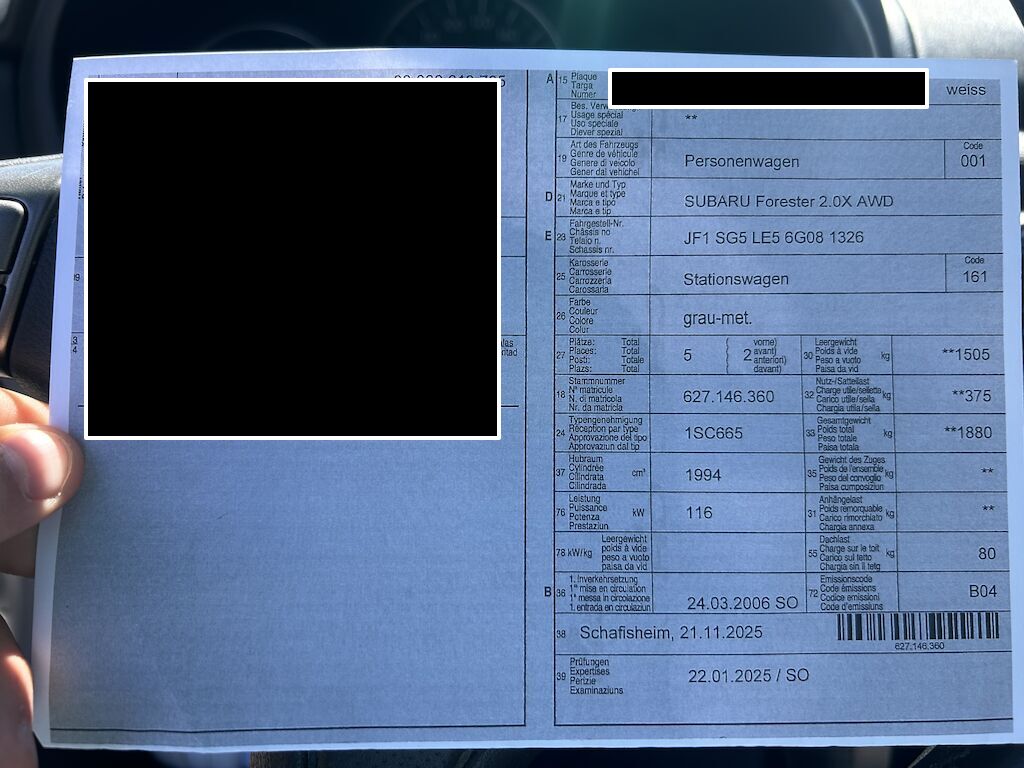 A 15 Plaque
Targa
Numer
weiss
17
Usage spécial
Uso speciale
Diever spezial
**
19 Art des Fahrzeugs
Genre de véhicule
Genere di veicolo
Gener dal vehichel
Personenwagen
Code
001
D 21 Marke und Typ
Marque et type
Marca e tipo
Marca e tip
SUBARU Forester 2.0X AWD
E 23 Fahrgestell-Nr.
Châssis no
Telaio n.
Schassis nr.
JF1 SG5 LE5 6G08 1326
25 Karosserie
Carrosserie
Carrozzeria
Carossaria
Stationswagen
Code
161
26 Farbe
Couleur
Colore
Colur
grau-met.
27 Plätze: Total
Places: Total
Posti: Totale
Plazs: Total
5 { 2 vorne)
avant)
anteriori)
davant)
30 Leergewicht
Poids à vide
Peso a vuoto
Paisa da vid
kg
**1505
18 Stammnummer
N° matricule
N. di matricola
Nr. da matricla
627.146.360
32 Nutz-/Sattellast
Charge utile/sellette
Carico utile/sella
Chargia utila/sella
kg
**375
24 Typengenehmigung
Réception par type
Approvazione del tipo
Approvaziun dal tip
1SC665
33 Gesamtgewicht
Poids total
Peso totale
Paisa totala
kg
**1880
37 Hubraum
Cylindrée
Cilindrata
Cilindrada
cm³
1994
35 Gewicht des Zuges
Poids de l'ensemble
Peso del convoglio
Paisa cumposiziun
kg
**
76 Leistung
Puissance
Potenza
Prestaziun
kW
116
31 Anhängelast
Poids remorquable
Carico rimorchiato
Chargia annexa
kg
**
78 kW/kg Leergewicht
poids à vide
peso a vuoto
paisa da vid
55 Dachlast
Charge sur le toit
Carico sul tetto
Chargia sin il tetg
kg
80
B 36 1. Inverkehrsetzung
1re mise en circulation
1a messa in circolazione
1. entrada en circulaziun
24.03.2006 SO
72 Emissionscode
Code émissions
Codice emissioni
Code d'emissiuns
B04
38 Schafisheim, 21.11.2025
627.146.360
39 Prüfungen
Expertises
Perizie
Examinaziuns
22.01.2025 / SO